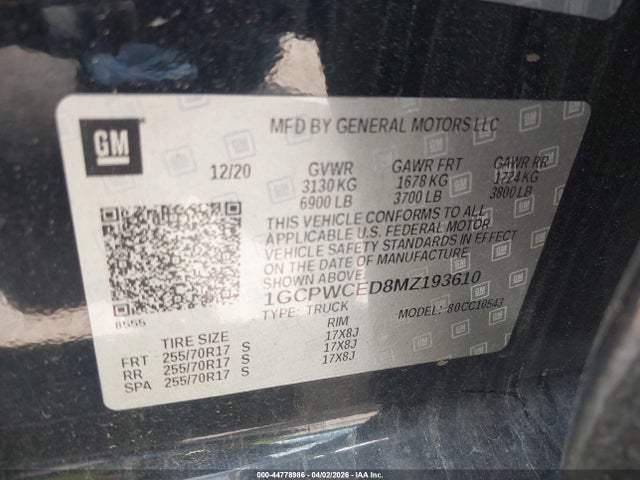 GM
MFD BY GENERAL MOTORS LLC
12/20 GVWR GAWR FRT GAWR RR
3130 KG 1678 KG 1724 KG
6900 LB 3700 LB 3800 LB
THIS VEHICLE CONFORMS TO ALL
APPLICABLE U.S. FEDERAL MOTOR
VEHICLE SAFETY STANDARDS IN EFFECT
ON THE DATE OF MANUFACTURE
SHOWN ABOVE.
1GCPWCED8MZ193610
TYPE: TRUCK MODEL: 80CC10543
8555
TIRE SIZE RIM
FRT 255/70R17 S 17X8J
RR 255/70R17 S 17X8J
SPA 255/70R17 S 17X8J
000-44778986 04/02/2026 IAA Inc.